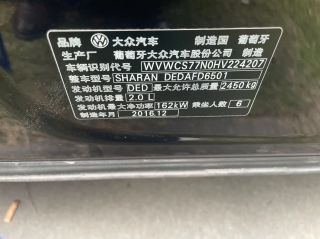 品牌 大众汽车 制造国 葡萄牙
生产厂 葡萄牙大众汽车股份公司 制造
车辆识别代号 WVWCS77N0HV224207
整车型号 SHARAN DEDAFD6501
发动机型号 DED 最大允许总质量 2450 kg
发动机排量 2.0 L
发动机最大净功率 162kW 乘坐人数 6
制造年月 2016.12